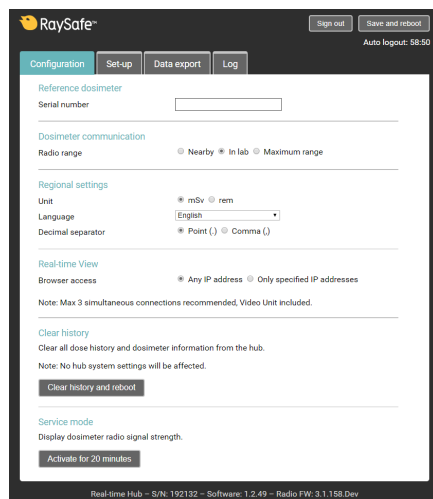 RaySafe™
Sign out
Save and reboot
Auto logout: 58:50
Configuration
Set-up
Data export
Log
Reference dosimeter
Serial number
Dosimeter communication
Radio range Nearby In lab Maximum range
Regional settings
Unit mSv rem
Language English
Decimal separator Point (.) Comma (,)
Real-time View
Browser access Any IP address Only specified IP addresses
Note: Max 3 simultaneous connections recommended, Video Unit included.
Clear history
Clear all dose history and dosimeter information from the hub.
Note: No hub system settings will be affected.
Clear history and reboot
Service mode
Display dosimeter radio signal strength.
Activate for 20 minutes
Real-time Hub – S/N: 192132 – Software: 1.2.49 – Radio FW: 3.1.158.Dev